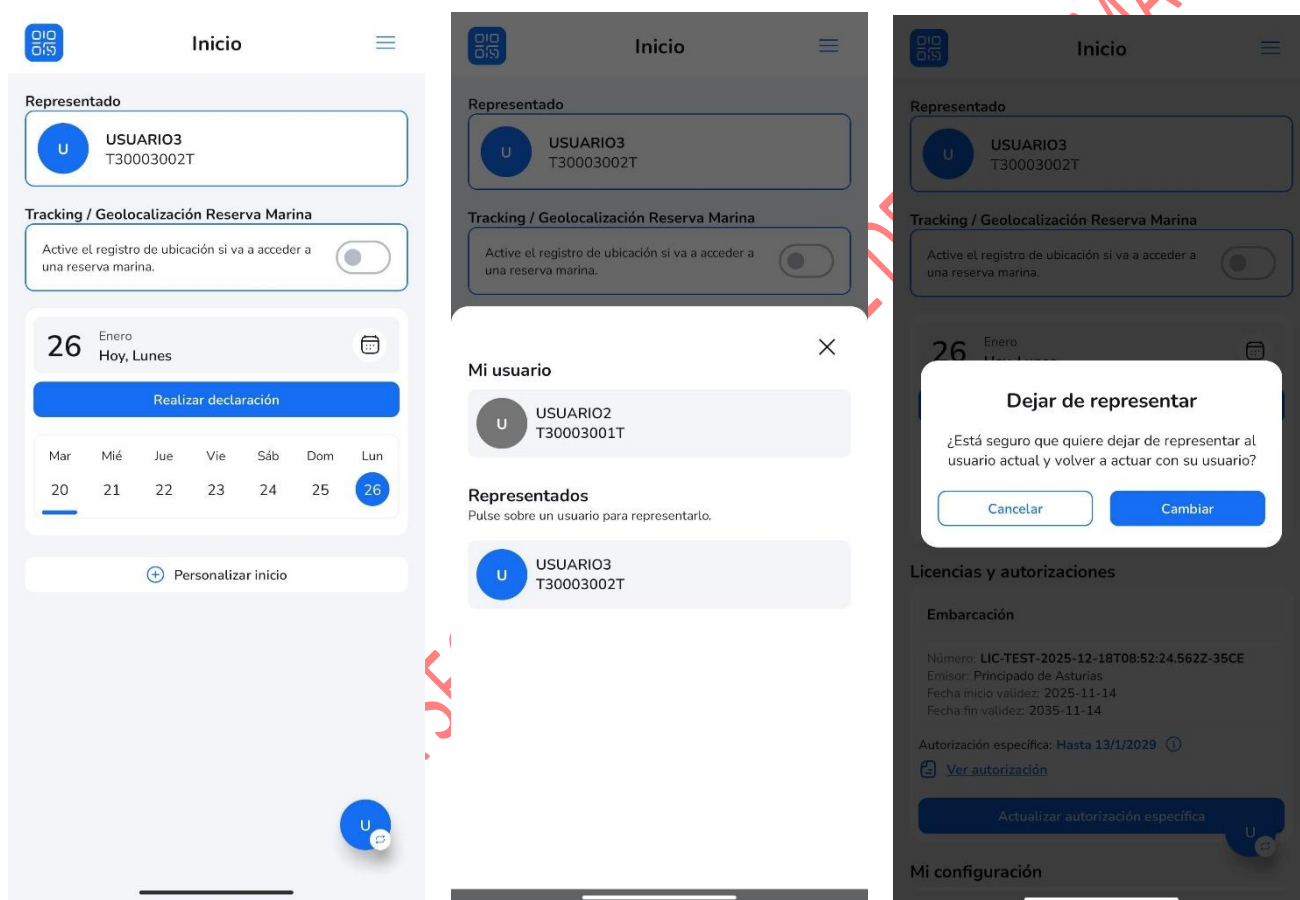 Inicio
Representado
U
USUARIO3
T30003002T
Tracking / Geolocalización Reserva Marina
Active el registro de ubicación si va a acceder a
una reserva marina.
26
Enero
Hoy, Lunes
Realizar declaración
Mar Mié Jue Vie Sáb Dom Lun
20 21 22 23 24 25 26
Personalizar inicio
U
Inicio
Representado
U
USUARIO3
T30003002T
Tracking / Geolocalización Reserva Marina
Active el registro de ubicación si va a acceder a
una reserva marina.
Mi usuario
U
USUARIO2
T30003001T
Representados
Pulse sobre un usuario para representarlo.
U
USUARIO3
T30003002T
Inicio
Representado
U
USUARIO3
T30003002T
Tracking / Geolocalización Reserva Marina
Active el registro de ubicación si va a acceder a
una reserva marina.
26
Enero
Dejar de representar
¿Está seguro que quiere dejar de representar al
usuario actual y volver a actuar con su usuario?
Cancelar
Cambiar
Licencias y autorizaciones
Embarcación
Número: LIC-TEST-2025-12-18T08:52:24.562Z-35CE
Emisor: Principado de Asturias
Fecha inicio validez: 2025-11-14
Fecha fin validez: 2035-11-14
Autorización específica: Hasta 13/1/2029
Ver autorización
Actualizar autorización específica
U
Mi configuración